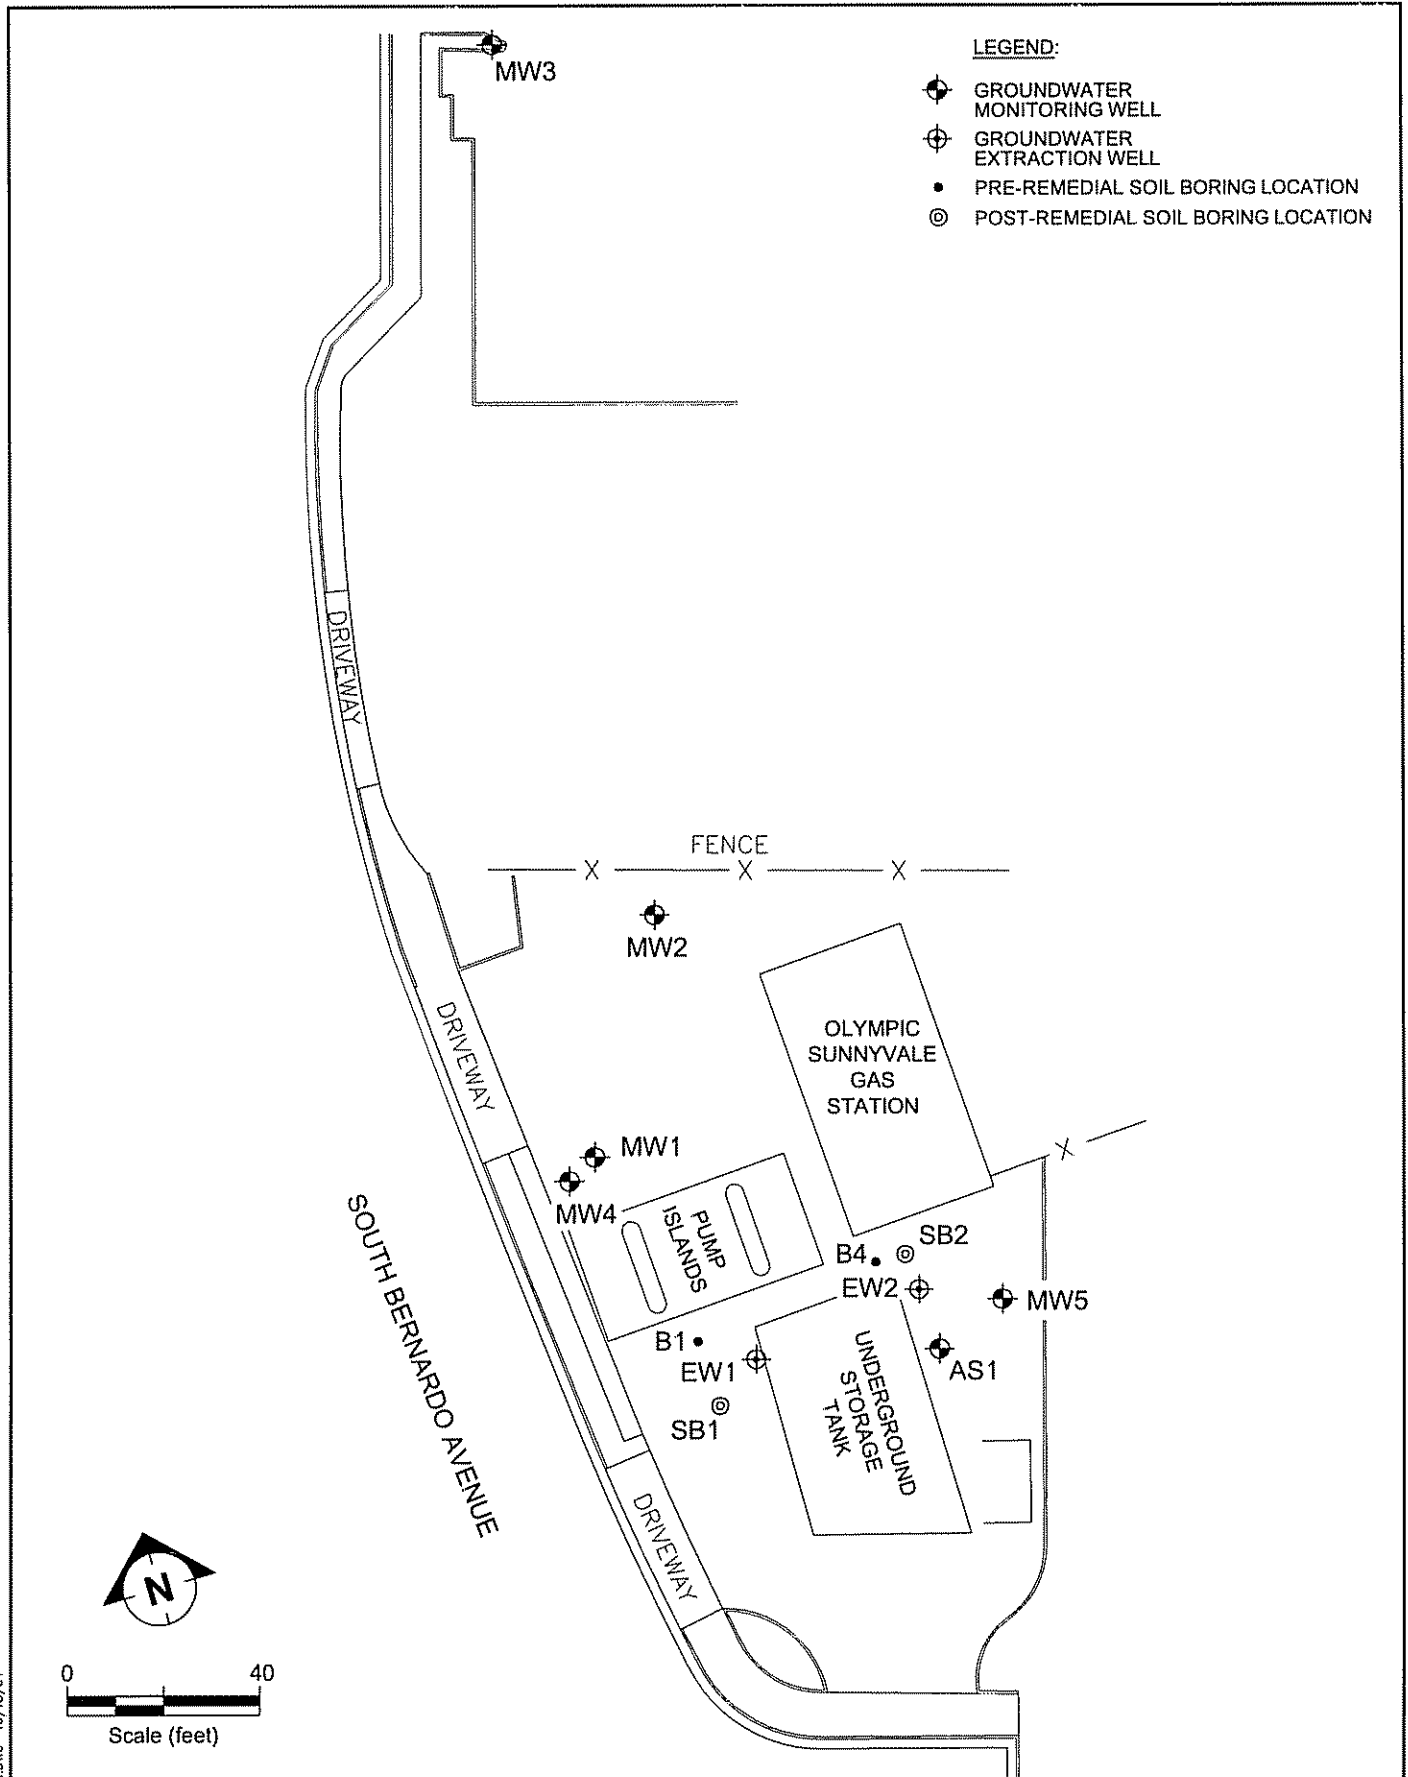 MW3
LEGEND:
GROUNDWATER
MONITORING WELL
GROUNDWATER
EXTRACTION WELL
PRE-REMEDIAL SOIL BORING LOCATION
POST-REMEDIAL SOIL BORING LOCATION
DRIVEWAY
FENCE
X X X
MW2
DRIVEWAY
OLYMPIC
SUNNYVALE
GAS
STATION
MW1
X
MW4
PUMP
ISLANDS
SOUTH BERNARDO AVENUE
SB2
B4
EW2
MW5
B1
EW1
AS1
SB1
UNDERGROUND
STORAGE
TANK
DRIVEWAY
N
0 40
Scale (feet)